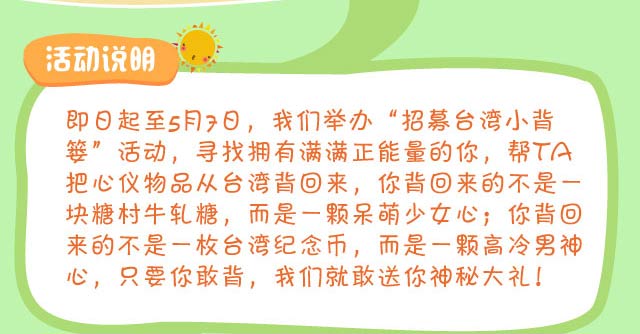 活动说明
即日起至5月7日，我们举办“招募台湾小背
篓”活动，寻找拥有满满正能量的你，帮TA
把心仪物品从台湾背回来，你背回来的不是一
块糖村牛轧糖，而是一颗呆萌少女心；你背回
来的不是一枚台湾纪念币，而是一颗高冷男神
心，只要你敢背，我们就敢送你神秘大礼！